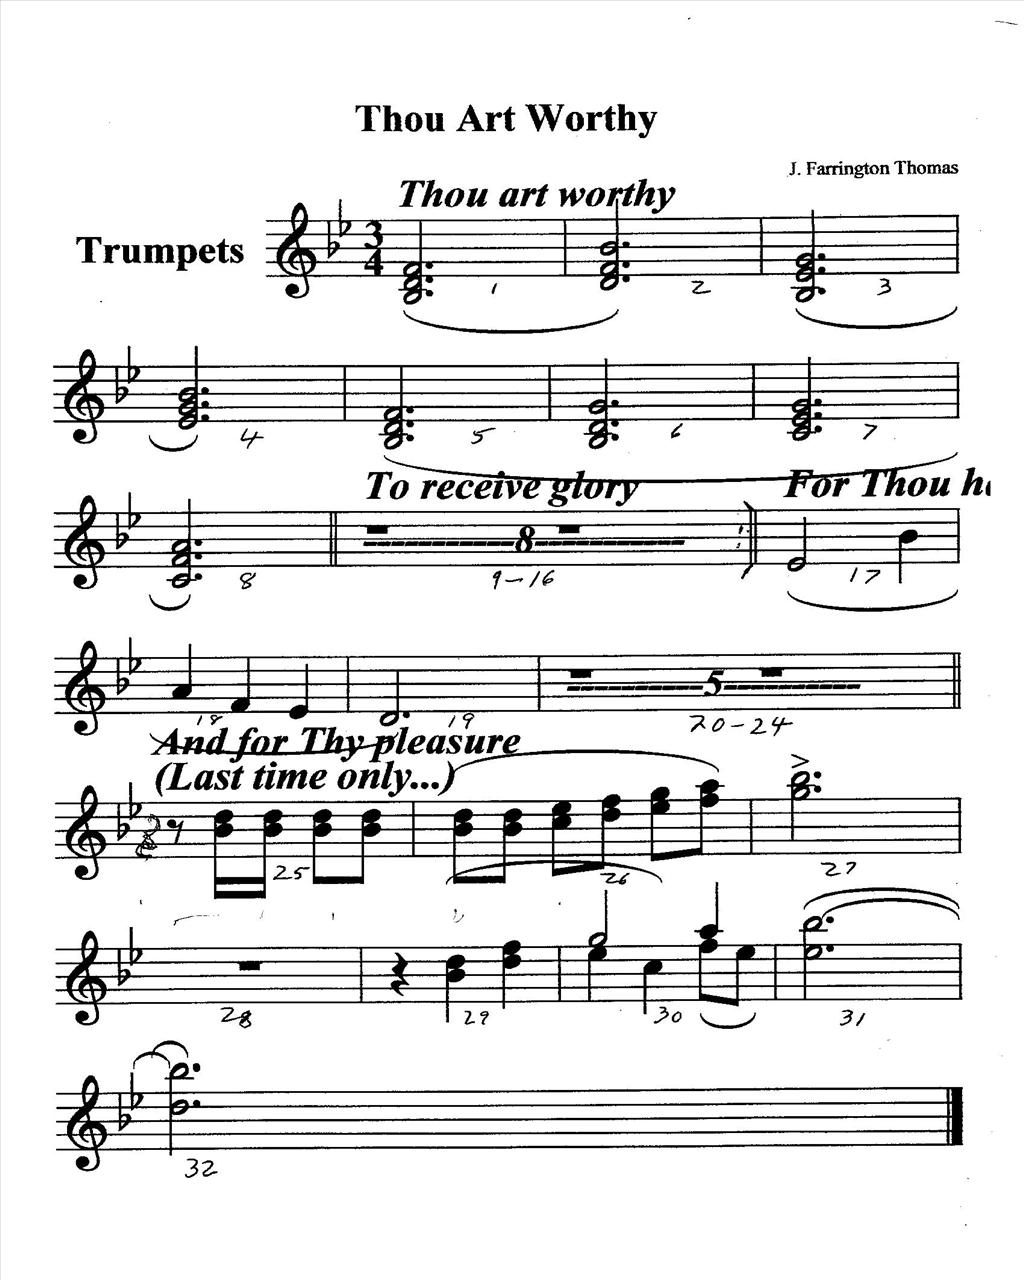 Thou Art Worthy
J. Farrington Thomas
Thou art worthy
Trumpets
3
4
1 2 3
4 5 6 7
To receive glory For Thou
8
8 9-16 17
5
18 19 20-24
And for Thy pleasure
(Last time only...)
25 26 27
28 29 30 31
32